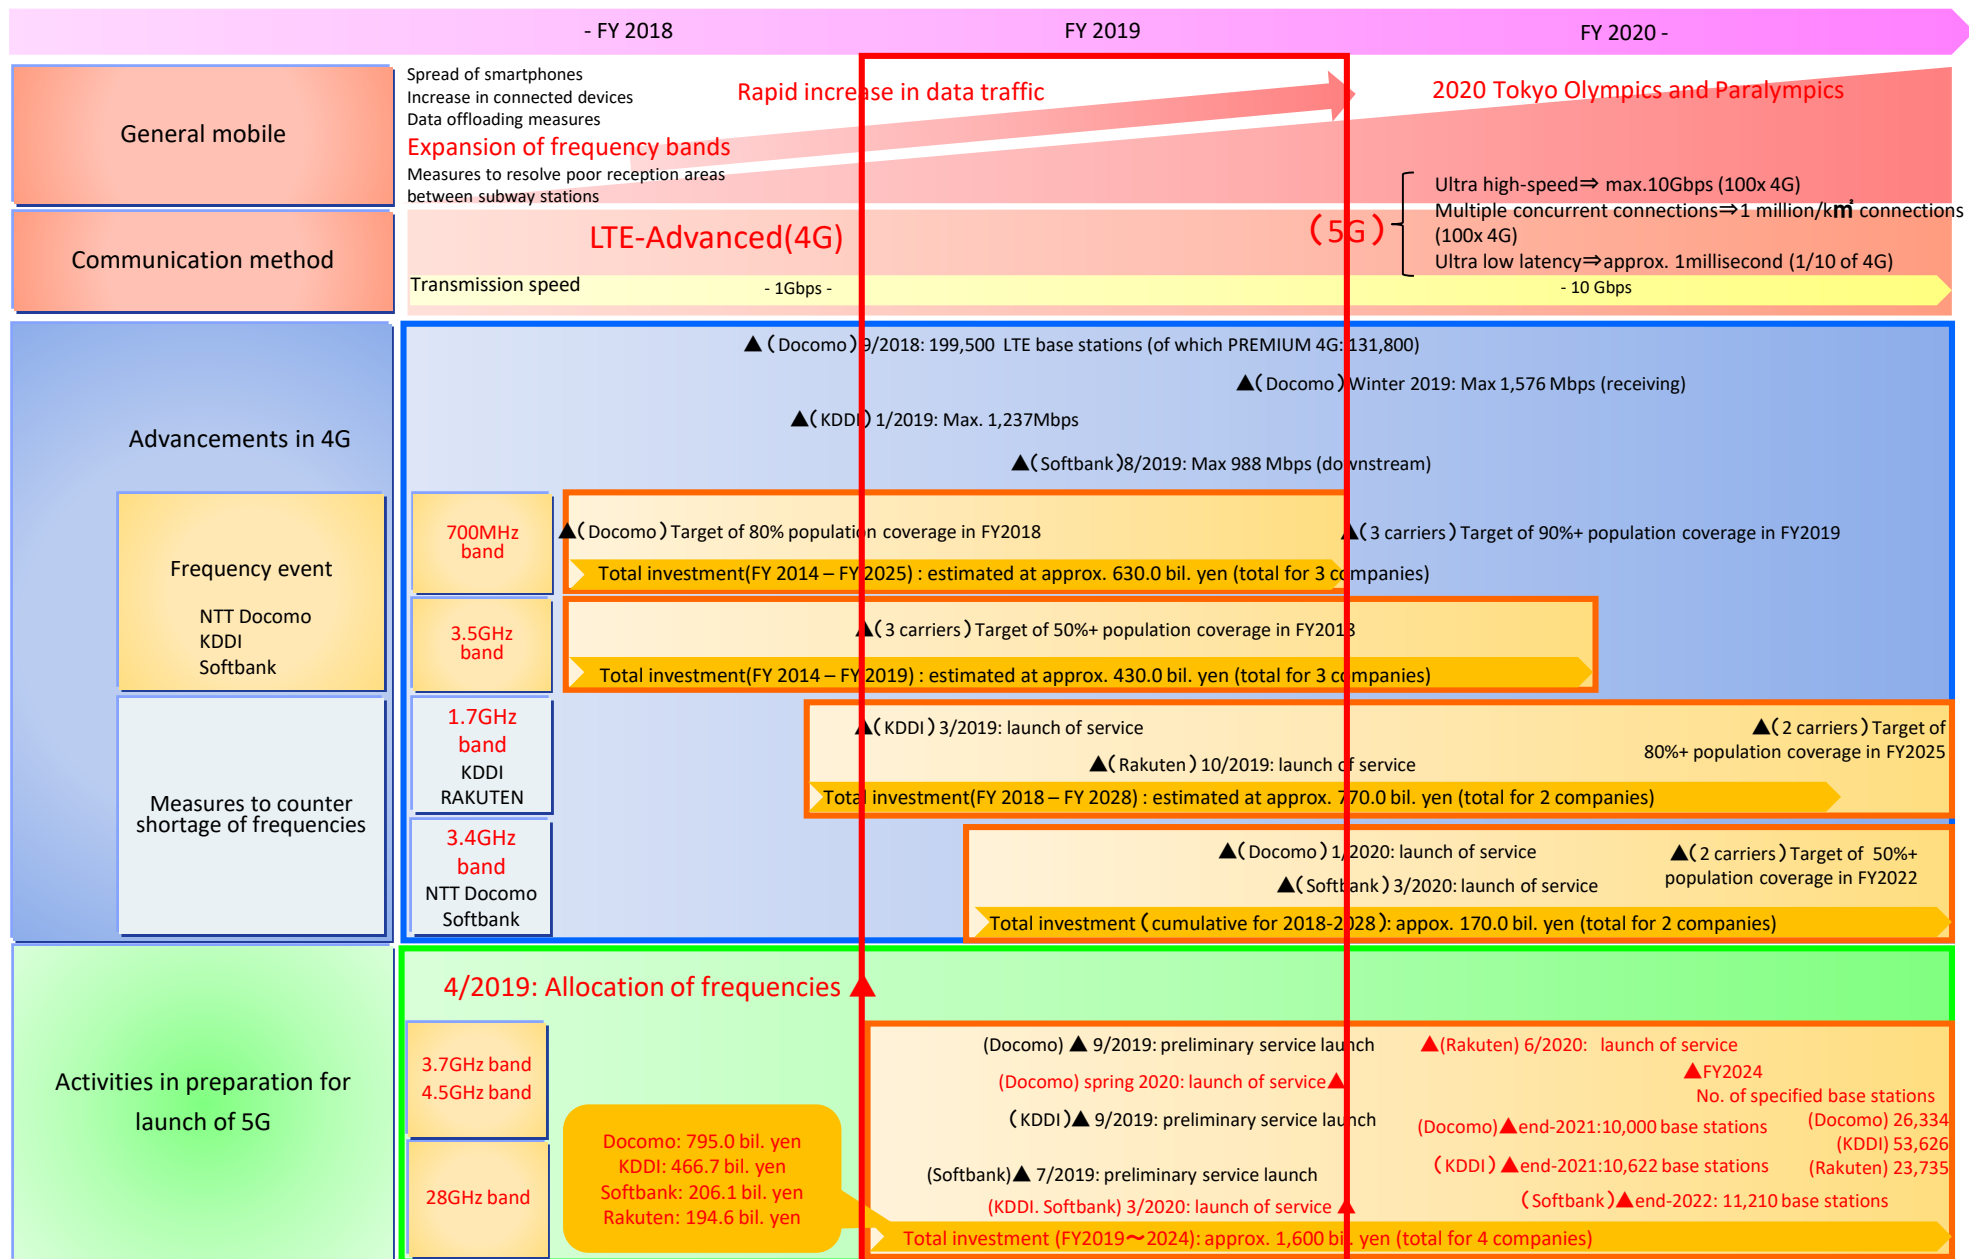 - FY 2018
FY 2019
FY 2020 -
General mobile
Spread of smartphones
Increase in connected devices
Data offloading measures
Expansion of frequency bands
Measures to resolve poor reception areas
between subway stations
Rapid increase in data traffic
2020 Tokyo Olympics and Paralympics
Communication method
LTE-Advanced(4G)
(5G)
Ultra high-speed⇒ max.10Gbps (100x 4G)
Multiple concurrent connections⇒1 million/k㎡ connections
(100x 4G)
Ultra low latency⇒approx. 1millisecond (1/10 of 4G)
Transmission speed
- 1Gbps -
- 10 Gbps
Advancements in 4G
▲(Docomo) 9/2018: 199,500 LTE base stations (of which PREMIUM 4G: 131,800)
▲(Docomo) Winter 2019: Max 1,576 Mbps (receiving)
▲(KDDI) 1/2019: Max. 1,237Mbps
▲(Softbank)8/2019: Max 988 Mbps (downstream)
Frequency event
NTT Docomo
KDDI
Softbank
700MHz
band
▲(Docomo) Target of 80% population coverage in FY2018
▲(3 carriers) Target of 90%+ population coverage in FY2019
Total investment(FY 2014 – FY 2025) : estimated at approx. 630.0 bil. yen (total for 3 companies)
3.5GHz
band
▲(3 carriers) Target of 50%+ population coverage in FY2018
Total investment(FY 2014 – FY 2019) : estimated at approx. 430.0 bil. yen (total for 3 companies)
Measures to counter
shortage of frequencies
1.7GHz
band
KDDI
RAKUTEN
▲(KDDI) 3/2019: launch of service
▲(Rakuten) 10/2019: launch of service
▲(2 carriers) Target of
80%+ population coverage in FY2025
Total investment(FY 2018 – FY 2028) : estimated at approx. 770.0 bil. yen (total for 2 companies)
3.4GHz
band
NTT Docomo
Softbank
▲(Docomo) 1/2020: launch of service
▲(Softbank) 3/2020: launch of service
▲(2 carriers) Target of 50%+
population coverage in FY2022
Total investment (cumulative for 2018-2028): appox. 170.0 bil. yen (total for 2 companies)
Activities in preparation for
launch of 5G
4/2019: Allocation of frequencies ▲
3.7GHz band
4.5GHz band
28GHz band
Docomo: 795.0 bil. yen
KDDI: 466.7 bil. yen
Softbank: 206.1 bil. yen
Rakuten: 194.6 bil. yen
(Docomo) ▲ 9/2019: preliminary service launch
(Docomo) spring 2020: launch of service▲
(KDDI)▲ 9/2019: preliminary service launch
(Softbank)▲ 7/2019: preliminary service launch
(KDDI. Softbank) 3/2020: launch of service ▲
▲(Rakuten) 6/2020: launch of service
▲FY2024
No. of specified base stations
(Docomo) 26,334
(KDDI) 53,626
(Rakuten) 23,735
(Docomo)▲end-2021:10,000 base stations
(KDDI) ▲end-2021:10,622 base stations
(Softbank)▲end-2022: 11,210 base stations
Total investment (FY2019～2024): approx. 1,600 bil. yen (total for 4 companies)